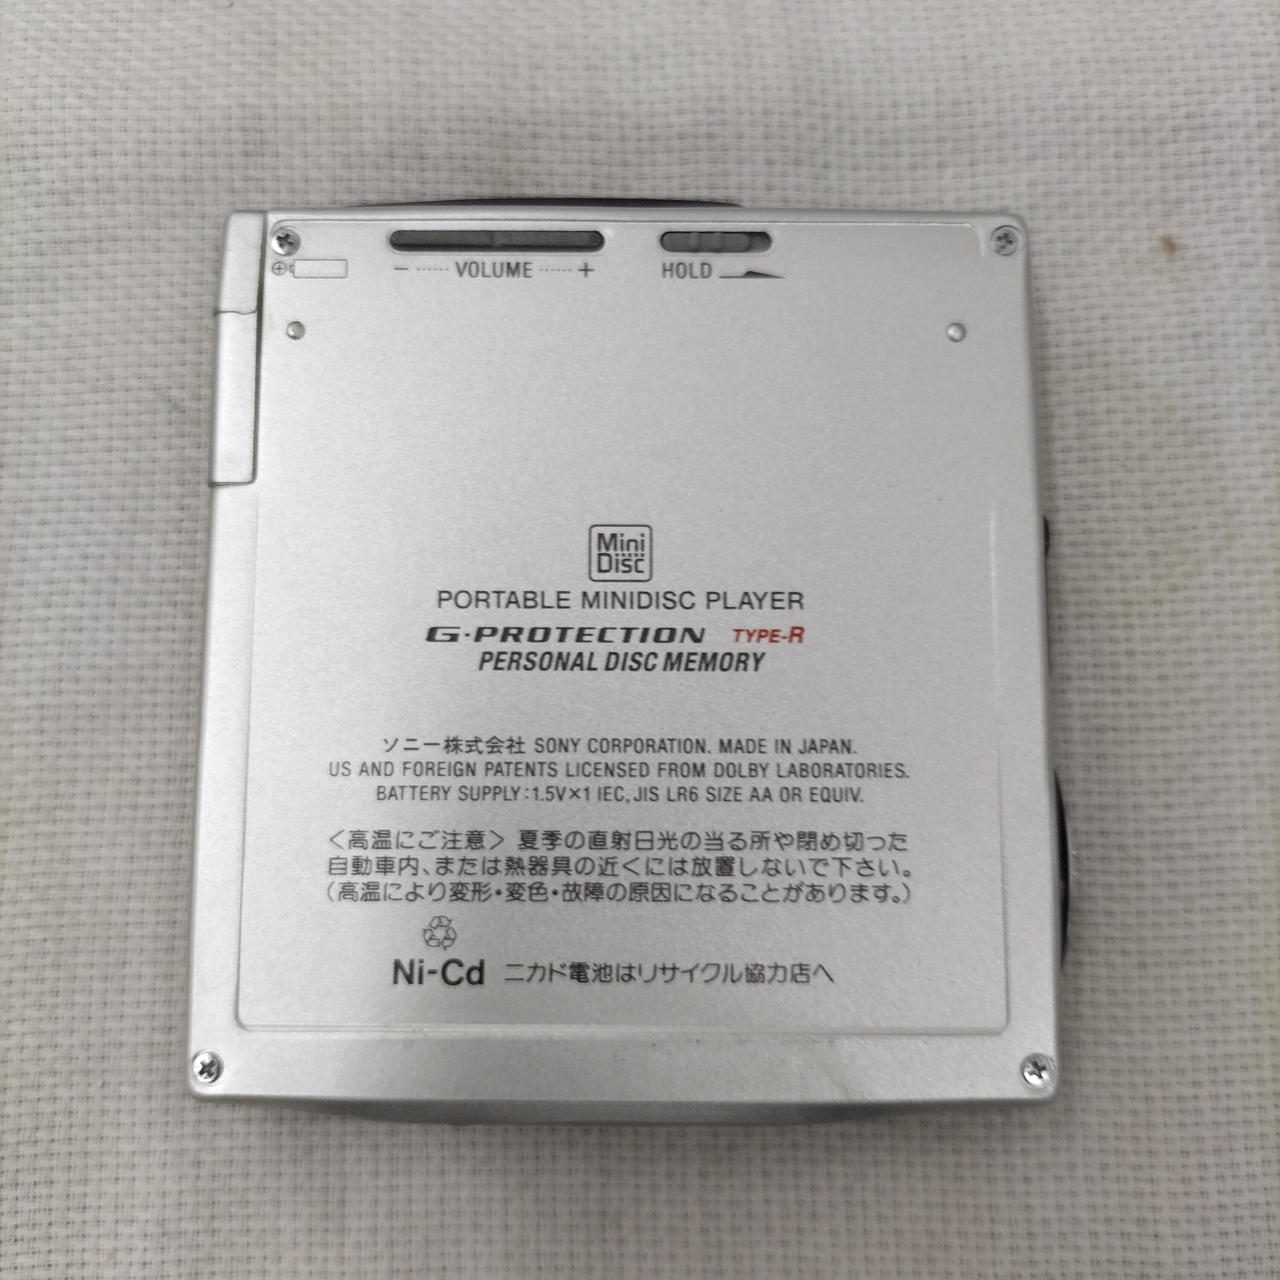 − ······ VOLUME ······ +
HOLD
Mini
Disc
PORTABLE MINIDISC PLAYER
G·PROTECTION TYPE-R
PERSONAL DISC MEMORY
ソニー株式会社 SONY CORPORATION. MADE IN JAPAN.
US AND FOREIGN PATENTS LICENSED FROM DOLBY LABORATORIES.
BATTERY SUPPLY:1.5V×1 IEC, JIS LR6 SIZE AA OR EQUIV.
<高温にご注意> 夏季の直射日光の当る所や閉め切った
自動車内、または熱器具の近くには放置しないで下さい。
(高温により変形・変色・故障の原因になることがあります。)
Ni-Cd ニカド電池はリサイクル協力店へ